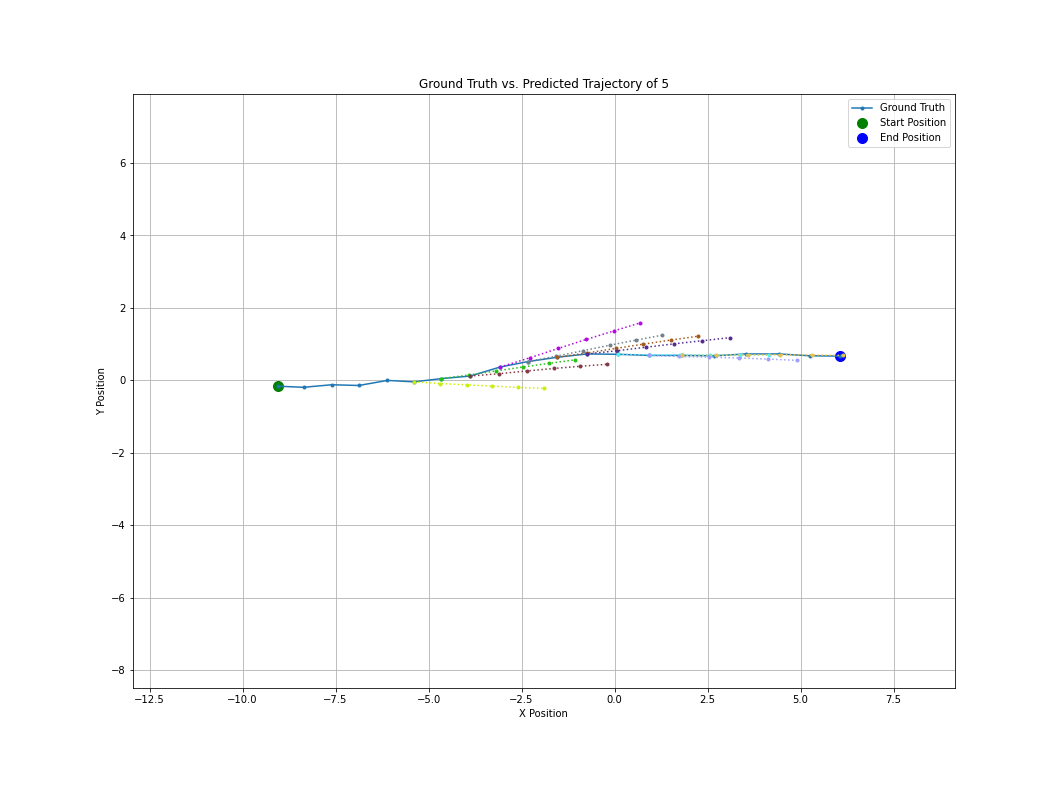 Ground Truth vs. Predicted Trajectory of 5
Ground Truth
Start Position
End Position
6
4
2
0
−2
−4
−6
−8
Y Position
−12.5 −10.0 −7.5 −5.0 −2.5 0.0 2.5 5.0 7.5
X Position